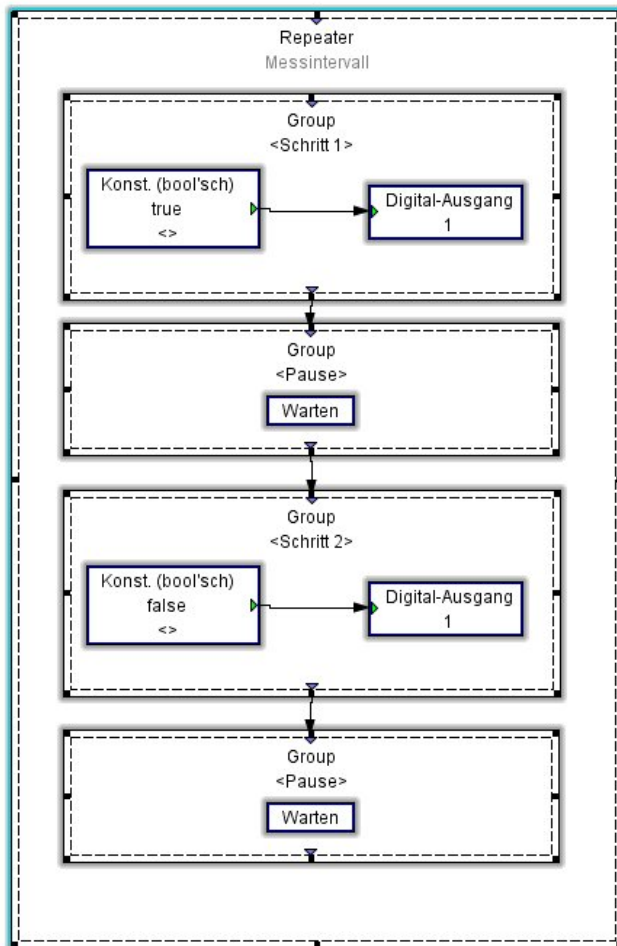 Repeater
Messintervall
Group
<Schritt 1>
Konst. (bool'sch)
true
<>
Digital-Ausgang
1
Group
<Pause>
Warten
Group
<Schritt 2>
Konst. (bool'sch)
false
<>
Digital-Ausgang
1
Group
<Pause>
Warten